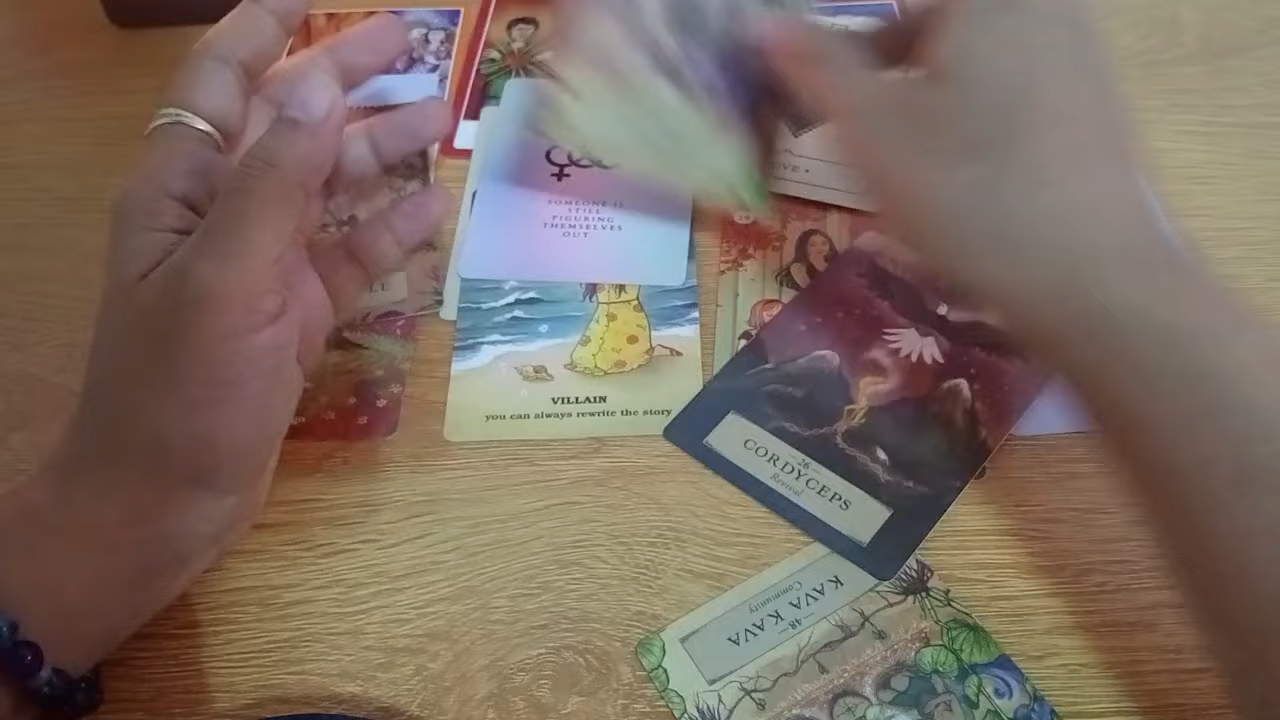 SOMEONE IS
STILL
FIGURING
THEMSELVES
OUT.
VILLAIN
you can always rewrite the story
26
CORDYCEPS
Revival
48
KAVA KAVA
Community